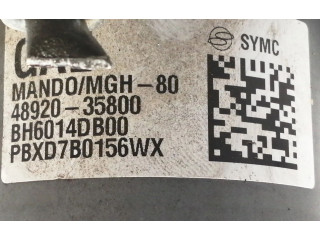 SYMC
MANDO/MGH-80
48920-35800
BH6014DB00
PBXD7B0156WX